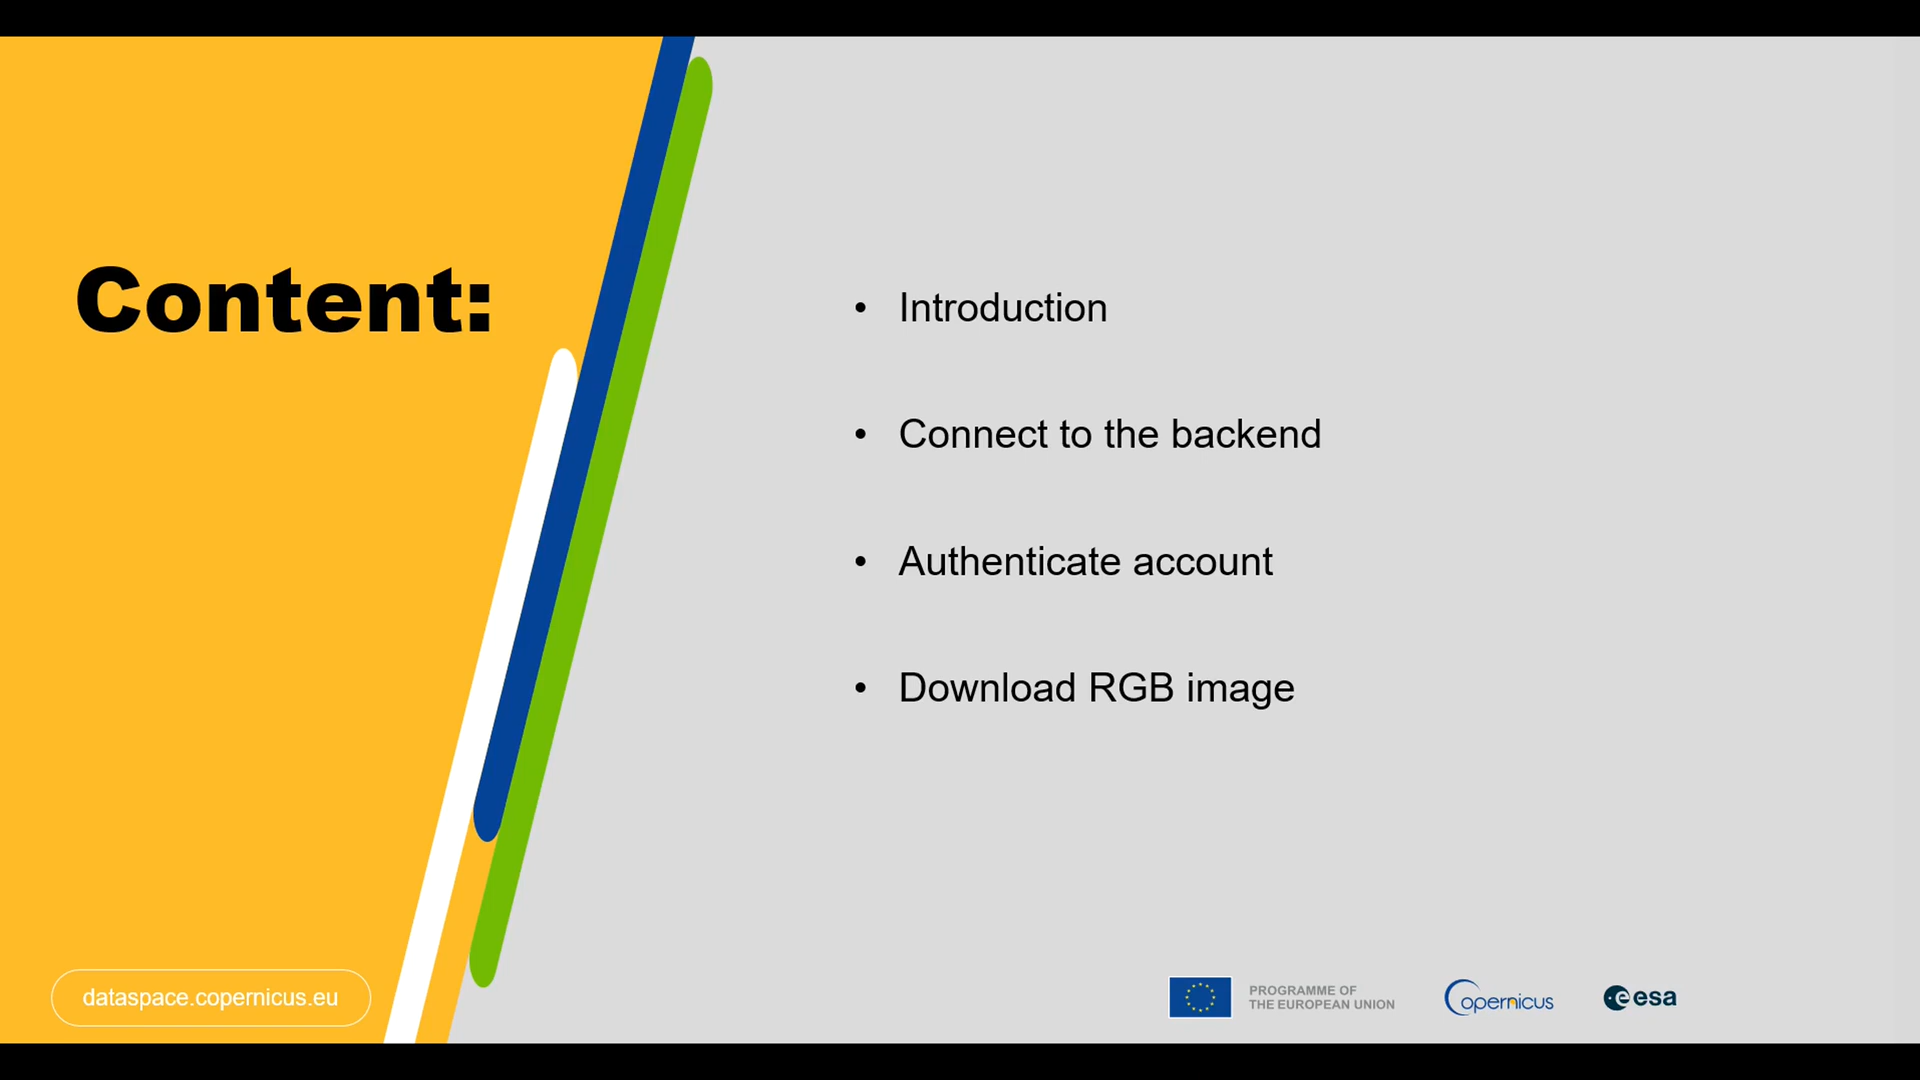 Content:
• Introduction
• Connect to the backend
• Authenticate account
• Download RGB image
dataspace.copernicus.eu
PROGRAMME OF
THE EUROPEAN UNION
Copernicus
esa